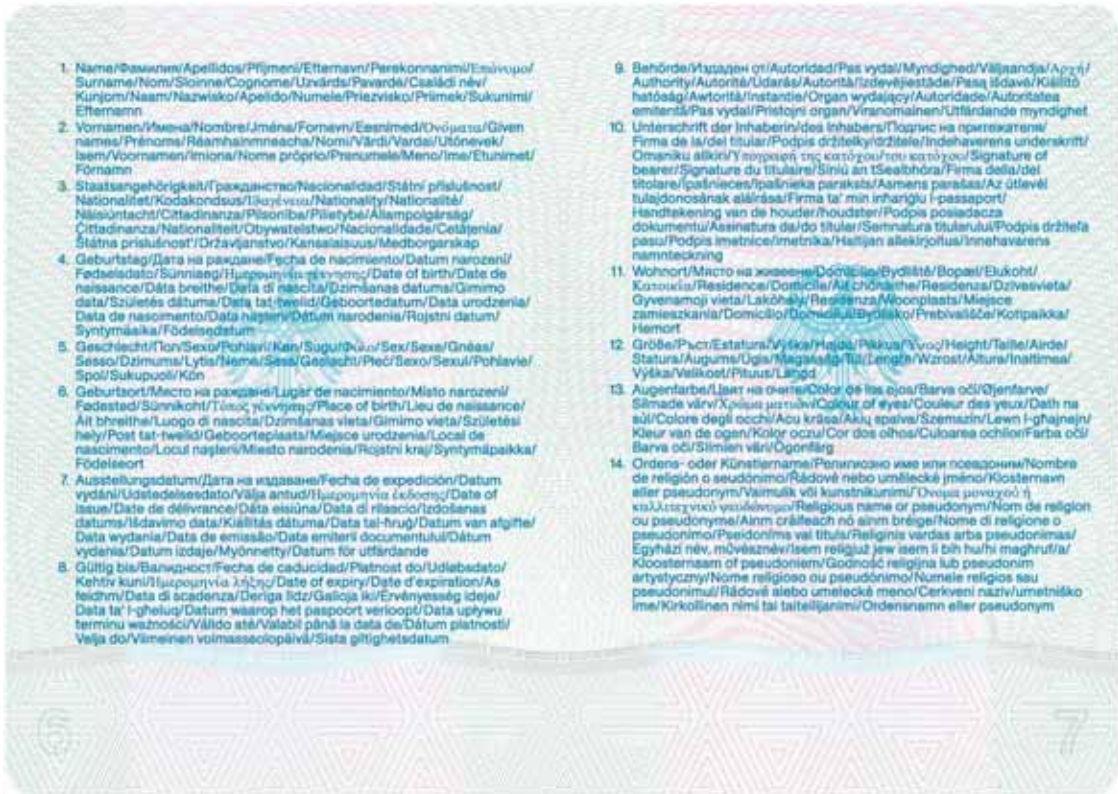 1. Name/Фамилия/Apellidos/Příjmení/Efternavn/Perekonnanimi/Επώνυμο/
Surname/Nom/Sloinne/Cognome/Uzvārds/Pavardė/Családi név/
Kunjom/Naam/Nazwisko/Apelido/Numele/Priezvisko/Priimek/Sukunimi/
Efternamn
2. Vornamen/Имена/Nombre/Jména/Fornavn/Eesnimed/Ονόματα/Given
names/Prénoms/Réamhainmneacha/Nomi/Vārdi/Vardai/Utónevek/
Isem/Voornamen/Imiona/Nome próprio/Prenumele/Meno/Ime/Etunimet/
Förnamn
3. Staatsangehörigkeit/Гражданство/Nacionalidad/Státní příslušnost/
Nationalitet/Kodakondsus/Ιθαγένεια/Nationality/Nationalité/
Náisiúntacht/Cittadinanza/Pilsonība/Pilietybė/Állampolgárság/
Ċittadinanza/Nationaliteit/Obywatelstwo/Nacionalidade/Cetăţenia/
Štátna príslušnosť/Državljanstvo/Kansalaisuus/Medborgarskap
4. Geburtstag/Дата на раждане/Fecha de nacimiento/Datum narození/
Fødselsdato/Sünniaeg/Ημερομηνία γέννησης/Date of birth/Date de
naissance/Dáta breithe/Data di nascita/Dzimšanas datums/Gimimo
data/Születés dátuma/Data tat-twelid/Geboortedatum/Data urodzenia/
Data de nascimento/Data naşterii/Dátum narodenia/Rojstni datum/
Syntymäaika/Födelsedatum
5. Geschlecht/Пол/Sexo/Pohlaví/Køn/Sugu/Φύλο/Sex/Sexe/Gnéas/
Sesso/Dzimums/Lytis/Neme/Sess/Geslacht/Płeć/Sexo/Sexul/Pohlavie/
Spol/Sukupuoli/Kön
6. Geburtsort/Място на раждане/Lugar de nacimiento/Místo narození/
Fødested/Sünnikoht/Τόπος γέννησης/Place of birth/Lieu de naissance/
Áit bhreithe/Luogo di nascita/Dzimšanas vieta/Gimimo vieta/Születési
hely/Post tat-twelid/Geboorteplaats/Miejsce urodzenia/Local de
nascimento/Locul naşterii/Miesto narodenia/Rojstni kraj/Syntymäpaikka/
Födelseort
7. Ausstellungsdatum/Дата на издаване/Fecha de expedición/Datum
vydání/Udstedelsesdato/Välja antud/Ημερομηνία έκδοσης/Date of
issue/Date de délivrance/Dáta eisiúna/Data di rilascio/Izdošanas
datums/Išdavimo data/Kiállítás dátuma/Data tal-ħruġ/Datum van afgifte/
Data wydania/Data de emissão/Data emiterii documentului/Dátum
vydania/Datum izdaje/Myönnetty/Datum för utfärdande
8. Gültig bis/Валидност/Fecha de caducidad/Platnost do/Udløbsdato/
Kehtiv kuni/Ημερομηνία λήξης/Date of expiry/Date d'expiration/As
feidhm/Data di scadenza/Derīga līdz/Galioja iki/Érvényesség ideje/
Data ta' l-għeluq/Datum waarop het paspoort verloopt/Data upływu
terminu ważności/Válido até/Valabil până la data de/Dátum platnosti/
Velja do/Viimeinen voimassaolopäivä/Sista giltighetsdatum
6
9. Behörde/Издаден от/Autoridad/Pas vydal/Myndighed/Väljaandja/Αρχή/
Authority/Autorité/Údarás/Autorità/Izdevējiestāde/Pasą išdavė/Kiállító
hatóság/Awtorità/Instantie/Organ wydający/Autoridade/Autoritatea
emitentă/Pas vydal/Pristojni organ/Viranomainen/Utfärdande myndighet
10. Unterschrift der Inhaberin/des Inhabers/Подпис на притежателя/
Firma de la/del titular/Podpis držitelky/držitele/Indehaverens underskrift/
Omaniku allkiri/Υπογραφή της κατόχου/του κατόχου/Signature of
bearer/Signature du titulaire/Síniú an tSealbhóra/Firma della/del
titolare/Īpašnieces/īpašnieka paraksts/Asmens parašas/Az útlevél
tulajdonosának aláírása/Firma ta' min inħariġlu l-passaport/
Handtekening van de houder/houdster/Podpis posiadacza
dokumentu/Assinatura da/do titular/Semnatura titularului/Podpis držiteľa
pasu/Podpis imetnice/imetnika/Haltijan allekirjoitus/Innehavarens
namnteckning
11. Wohnort/Място на живеене/Domicilio/Bydliště/Bopæl/Elukoht/
Κατοικία/Residence/Domicile/Áit chónaithe/Residenza/Dzīvesvieta/
Gyvenamoji vieta/Lakóhely/Residenza/Woonplaats/Miejsce
zamieszkania/Domicílio/Domiciliul/Bydlisko/Prebivališče/Kotipaikka/
Hemort
12. Größe/Ръст/Estatura/Výška/Højde/Pikkus/Ύψος/Height/Taille/Airde/
Statura/Augums/Ūgis/Magasság/Tul/Lengte/Wzrost/Altura/Inaltimea/
Výška/Velikost/Pituus/Längd
13. Augenfarbe/Цвят на очите/Color de los ojos/Barva očí/Øjenfarve/
Silmade värv/Χρώμα ματιών/Colour of eyes/Couleur des yeux/Dath na
súl/Colore degli occhi/Acu krāsa/Akių spalva/Szemszín/Lewn l-għajnejn/
Kleur van de ogen/Kolor oczu/Cor dos olhos/Culoarea ochilor/Farba očí/
Barva oči/Silmien väri/Ögonfärg
14. Ordens- oder Künstlername/Религиозно име или псевдоним/Nombre
de religión o seudónimo/Řádové nebo umělecké jméno/Klosternavn
eller pseudonym/Vaimulik või kunstnikunimi/Όνομα μοναχού ή
καλλιτεχνικό ψευδώνυμο/Religious name or pseudonym/Nom de religion
ou pseudonyme/Ainm cráifeach nó ainm bréige/Nome di religione o
pseudonimo/Pseidonīms vai tituls/Religinis vardas arba pseudonimas/
Egyházi név, művésznév/Isem reliġjuż jew isem li bih hu/hi magħruf/a/
Kloosternaam of pseudoniem/Godność religijna lub pseudonim
artystyczny/Nome religioso ou pseudónimo/Numele religios sau
pseudonimul/Rádové alebo umelecké meno/Cerkveni naziv/umetniško
ime/Kirkollinen nimi tai taiteilijanimi/Ordensnamn eller pseudonym
7